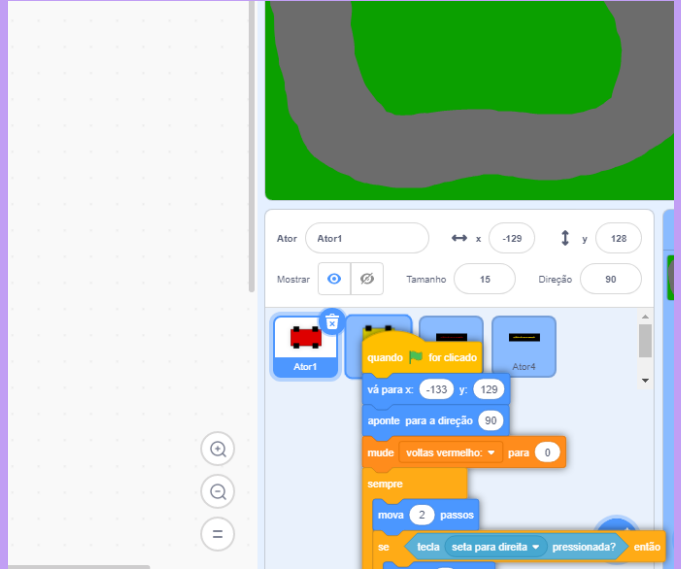 Ator Ator1 x -129 y 128
Mostrar Tamanho 15 Direção 90
Ator1
Ator4
quando for clicado
vá para x: -133 y: 129
aponte para a direção 90
mude voltas vermelho: para 0
sempre
mova 2 passos
se tecla seta para direita pressionada? então